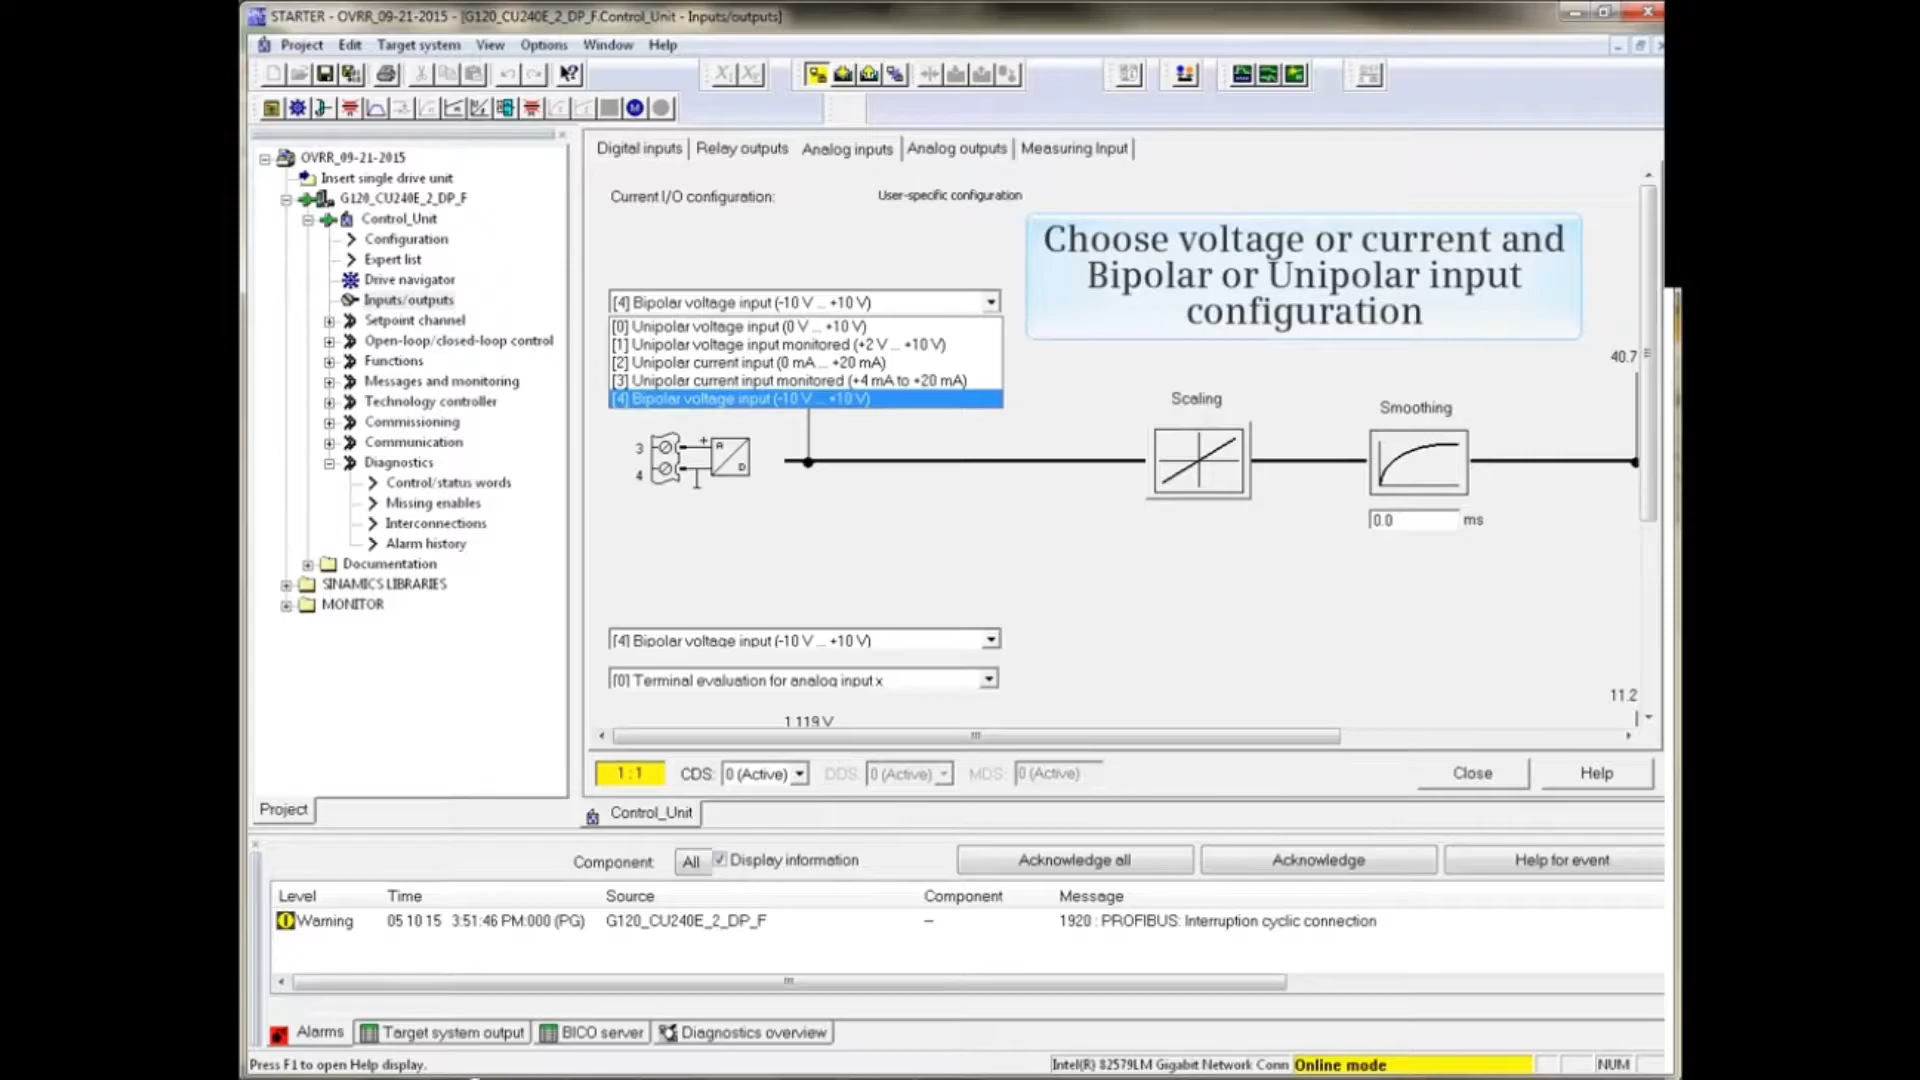 STARTER - OVRR_09-21-2015 - [G120_CU240E_2_DP_F.Control_Unit - Inputs/outputs]
Project Edit Target system View Options Window Help
OVRR_09-21-2015
Insert single drive unit
G120_CU240E_2_DP_F
Control_Unit
Configuration
Expert list
Drive navigator
Inputs/outputs
Setpoint channel
Open-loop/closed-loop control
Functions
Messages and monitoring
Technology controller
Commissioning
Communication
Diagnostics
Control/status words
Missing enables
Interconnections
Alarm history
Documentation
SINAMICS LIBRARIES
MONITOR
Project
Digital inputs Relay outputs Analog inputs Analog outputs Measuring Input
Current I/O configuration: User-specific configuration
Choose voltage or current and
Bipolar or Unipolar input
configuration
[4] Bipolar voltage input (-10 V ... +10 V)
[0] Unipolar voltage input (0 V ... +10 V)
[1] Unipolar voltage input monitored (+2 V ... +10 V)
[2] Unipolar current input (0 mA ... +20 mA)
[3] Unipolar current input monitored (+4 mA to +20 mA)
[4] Bipolar voltage input (-10 V ... +10 V)
40.7
Scaling
Smoothing
3
4
+
A
D
0.0 ms
[4] Bipolar voltage input (-10 V ... +10 V)
[0] Terminal evaluation for analog input x
11.2
1.119 V
1 : 1 CDS: 0 (Active) DDS: 0 (Active) MDS: 0 (Active) Close Help
Control_Unit
Component: All Display information Acknowledge all Acknowledge Help for event
Level Time Source Component Message
Warning 05 10 15 3:51:46 PM:000 (PG) G120_CU240E_2_DP_F -- 1920 : PROFIBUS: Interruption cyclic connection
Alarms Target system output BICO server Diagnostics overview
Press F1 to open Help display. Intel(R) 82579LM Gigabit Network Conn Online mode NUM